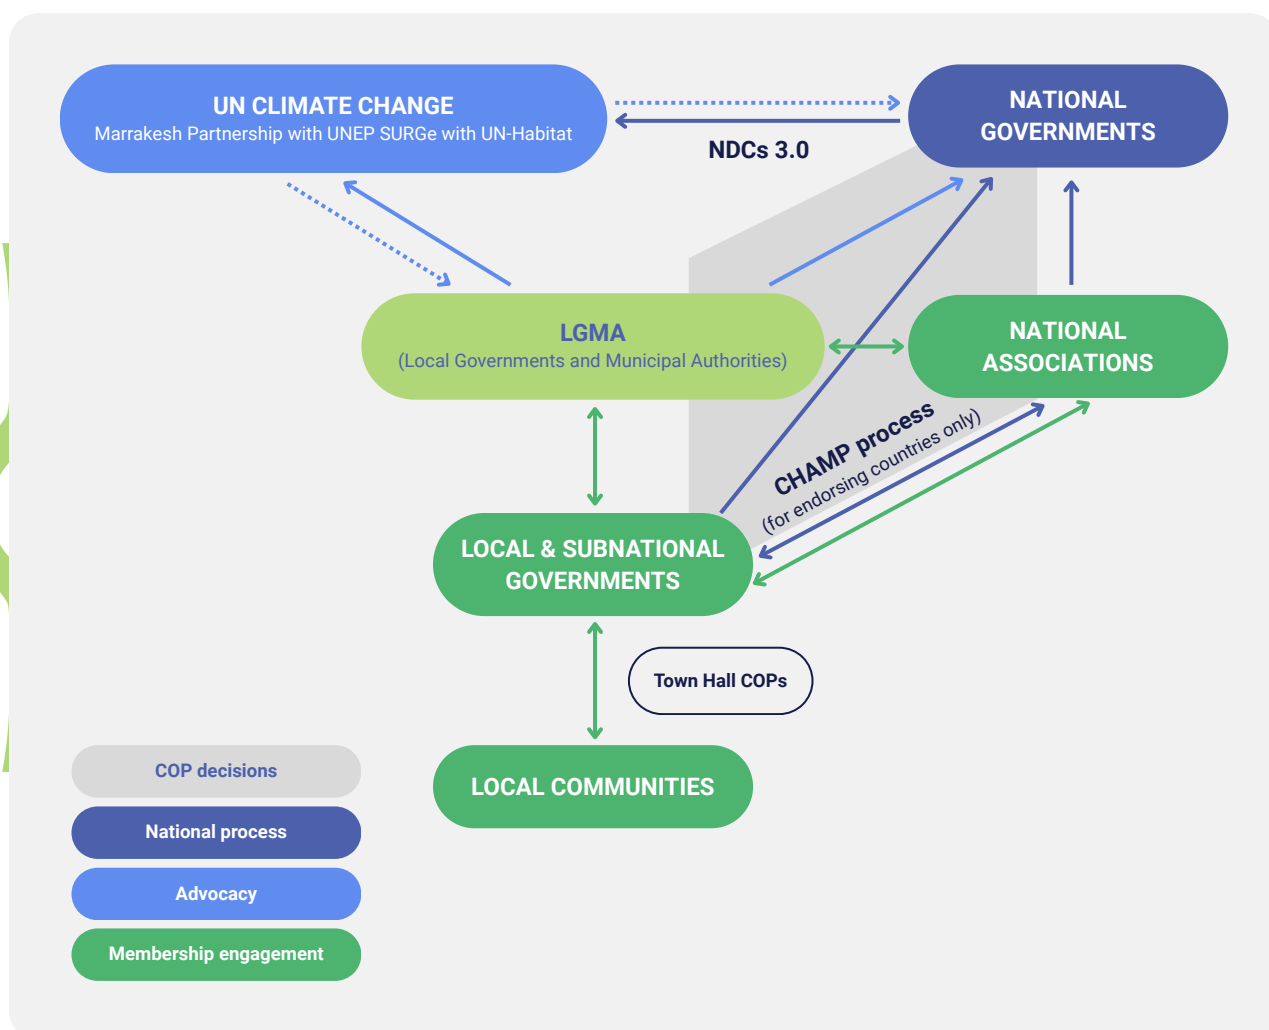 UN CLIMATE CHANGE
Marrakesh Partnership with UNEP SURGe with UN-Habitat
NATIONAL
GOVERNMENTS
NDCs 3.0
LGMA
(Local Governments and Municipal Authorities)
NATIONAL
ASSOCIATIONS
CHAMP process
(for endorsing countries only)
LOCAL & SUBNATIONAL
GOVERNMENTS
Town Hall COPs
LOCAL COMMUNITIES
COP decisions
National process
Advocacy
Membership engagement